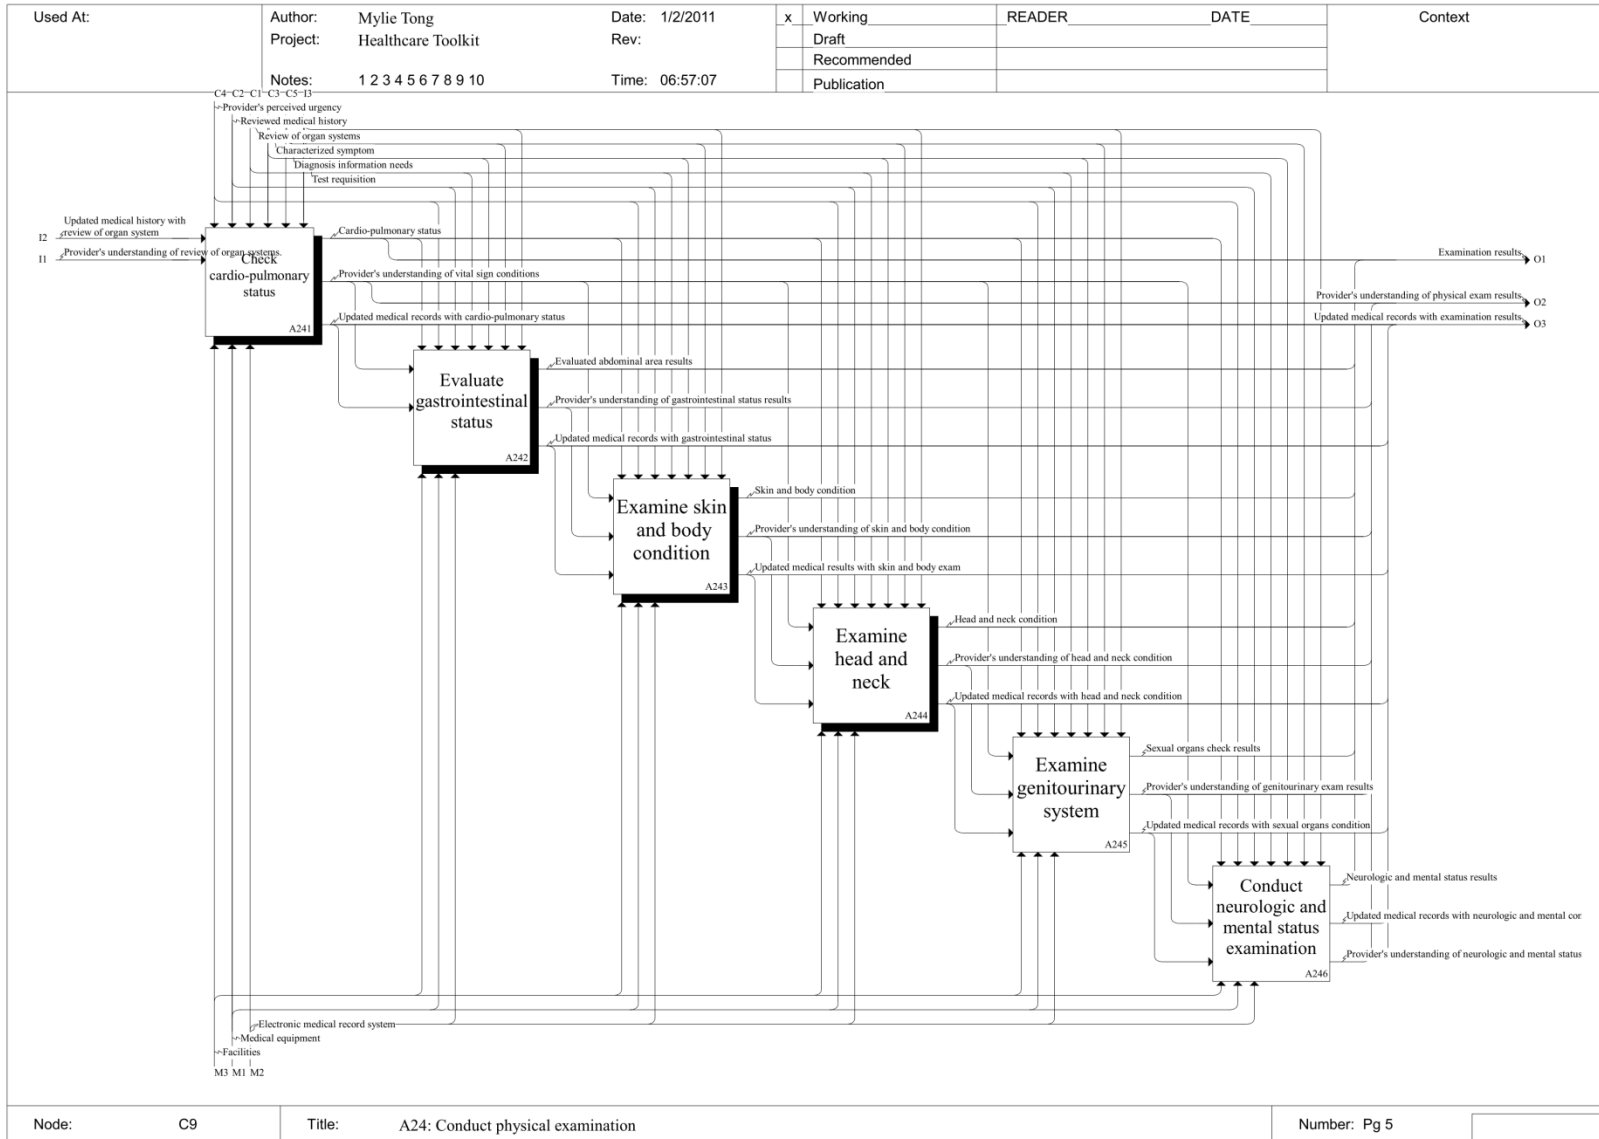 Used At:
Author: Mylie Tong
Date: 1/2/2011
x Working
READER DATE
Context
Project: Healthcare Toolkit
Rev:
Draft
Recommended
Notes: 1 2 3 4 5 6 7 8 9 10
Time: 06:57:07
Publication
C4 C2 C1 C3 C5 I3
Provider's perceived urgency
Reviewed medical history
Review of organ systems
Characterized symptom
Diagnosis information needs
Test requisition
I2
Updated medical history with
review of organ system
I1
Provider's understanding of review of organ systems.
Check
cardio-pulmonary
status
A241
Cardio-pulmonary status
Provider's understanding of vital sign conditions
Updated medical records with cardio-pulmonary status
Examination results
O1
Provider's understanding of physical exam results
O2
Updated medical records with examination results
O3
Evaluate
gastrointestinal
status
A242
Evaluated abdominal area results
Provider's understanding of gastrointestinal status results
Updated medical records with gastrointestinal status
Examine skin
and body
condition
A243
Skin and body condition
Provider's understanding of skin and body condition
Updated medical results with skin and body exam
Examine
head and
neck
A244
Head and neck condition
Provider's understanding of head and neck condition
Updated medical records with head and neck condition
Examine
genitourinary
system
A245
Sexual organs check results
Provider's understanding of genitourinary exam results
Updated medical records with sexual organs condition
Conduct
neurologic and
mental status
examination
A246
Neurologic and mental status results
Updated medical records with neurologic and mental cor
Provider's understanding of neurologic and mental status
Electronic medical record system
Medical equipment
Facilities
M3 M1 M2
Node: C9
Title: A24: Conduct physical examination
Number: Pg 5